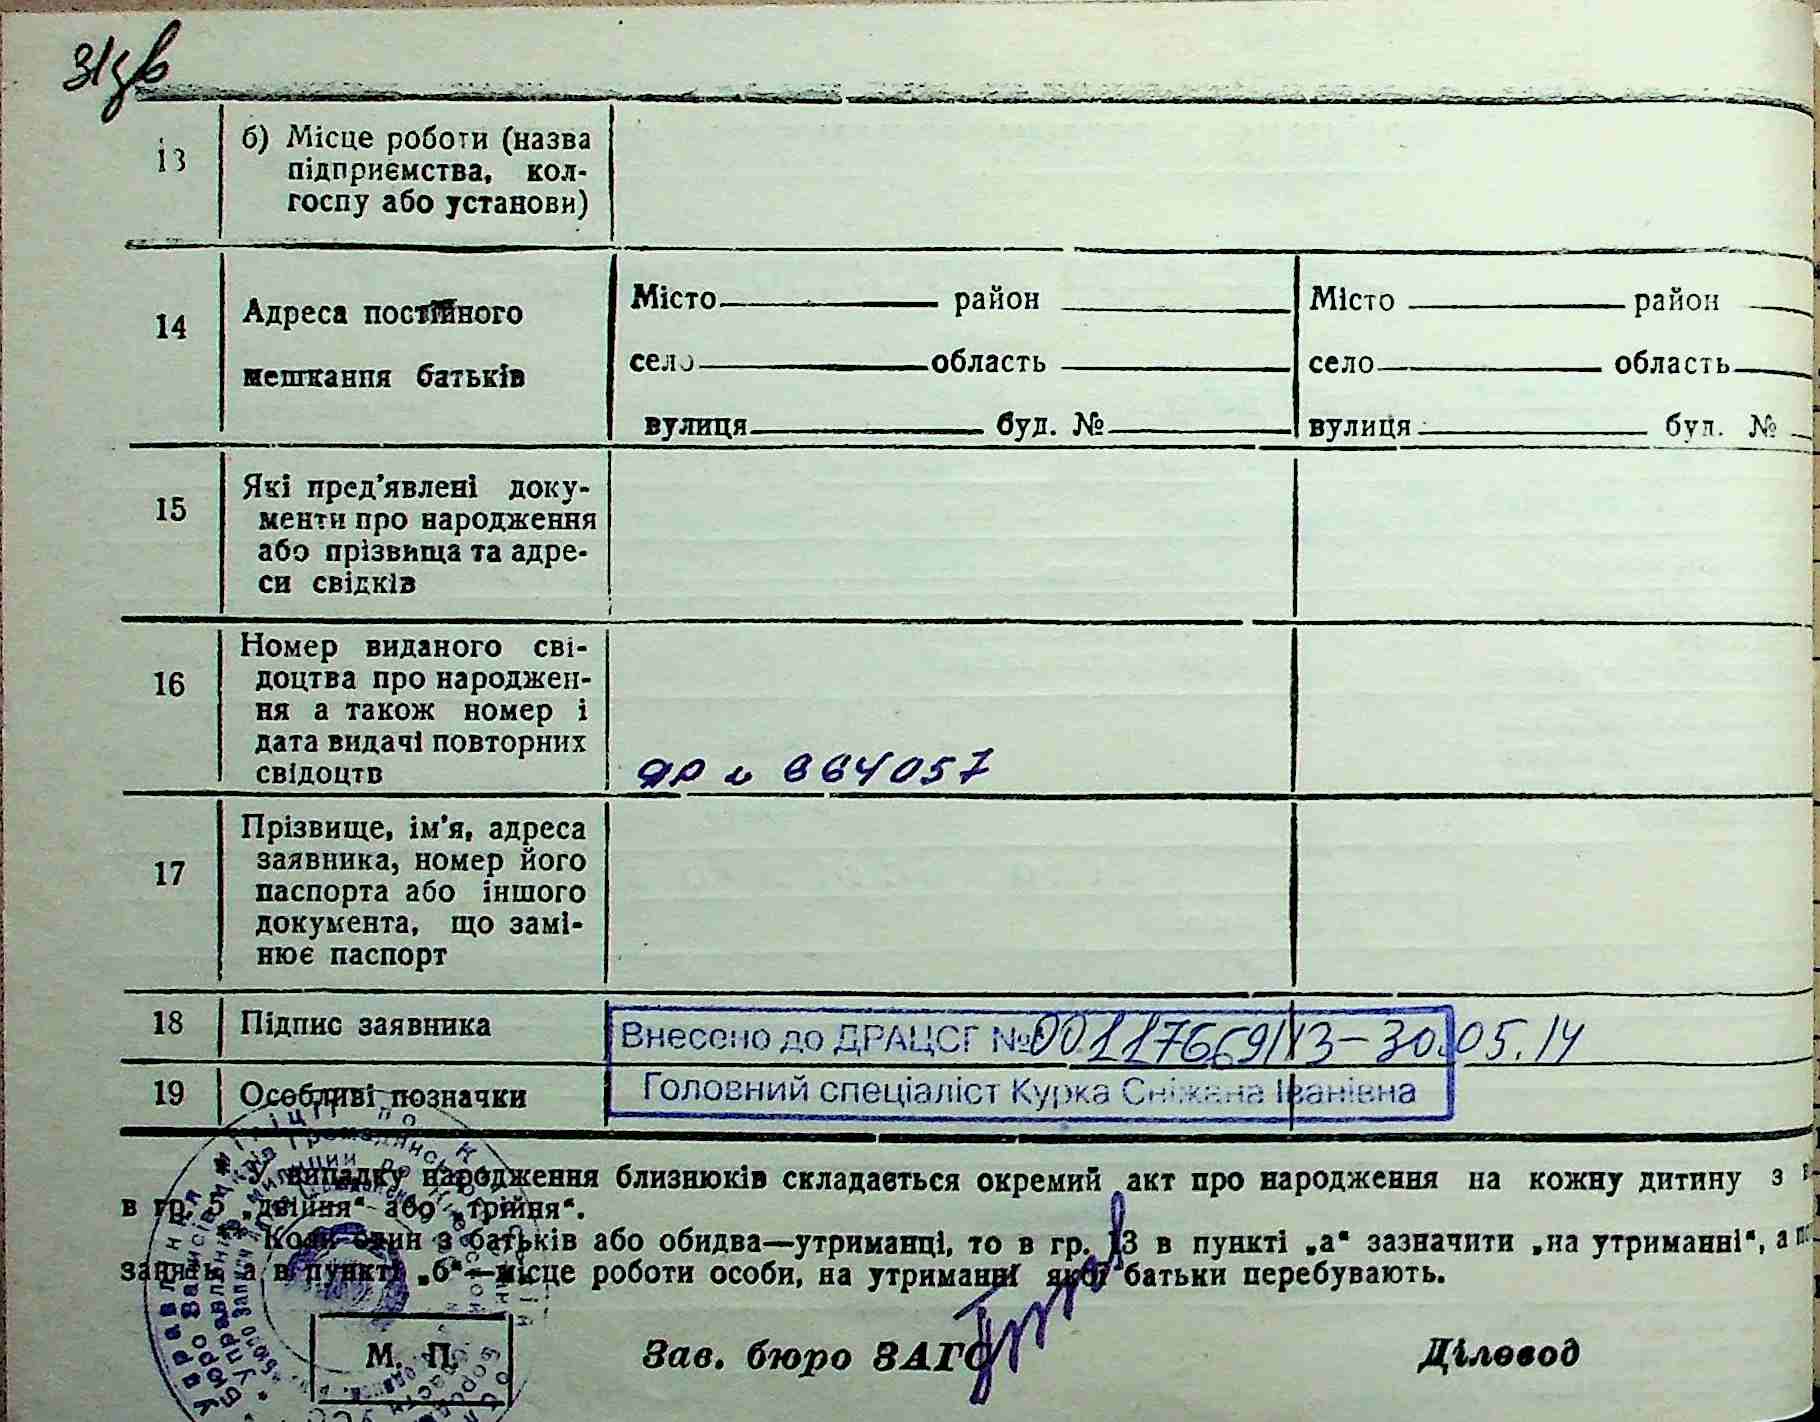 31зв
13 б) Місце роботи (назва
підприємства, кол-
госпу або установи)
14 Адреса постійного
мешкання батьків
Місто район
село область
вулиця буд. №
Місто район
село область
вулиця буд. №
15 Які пред'явлені доку-
менти про народження
або прізвища та адре-
си свідків
16 Номер виданого сві-
доцтва про народжен-
ня а також номер і
дата видачі повторних
свідоцтв
664057
17 Прізвище, ім'я, адреса
заявника, номер його
паспорта або іншого
документа, що замі-
нює паспорт
18 Підпис заявника
Внесено до ДРАЦСГ № 00117669113-30.05.14
Головний спеціаліст Курка Сніжана Іванівна
19 Особливі позначки
* У випадку народження близнюків складається окремий акт про народження на кожну дитину з
в гр. 5 „двійня“ або „трійня“.
** Коли один з батьків або обидва—утриманці, то в гр. 13 в пункті „а“ зазначити „на утриманні“, а
занять, а в пункті „б“—місце роботи особи, на утриманні якої батьки перебувають.
М. П. Зав. бюро ЗАГС Діловод